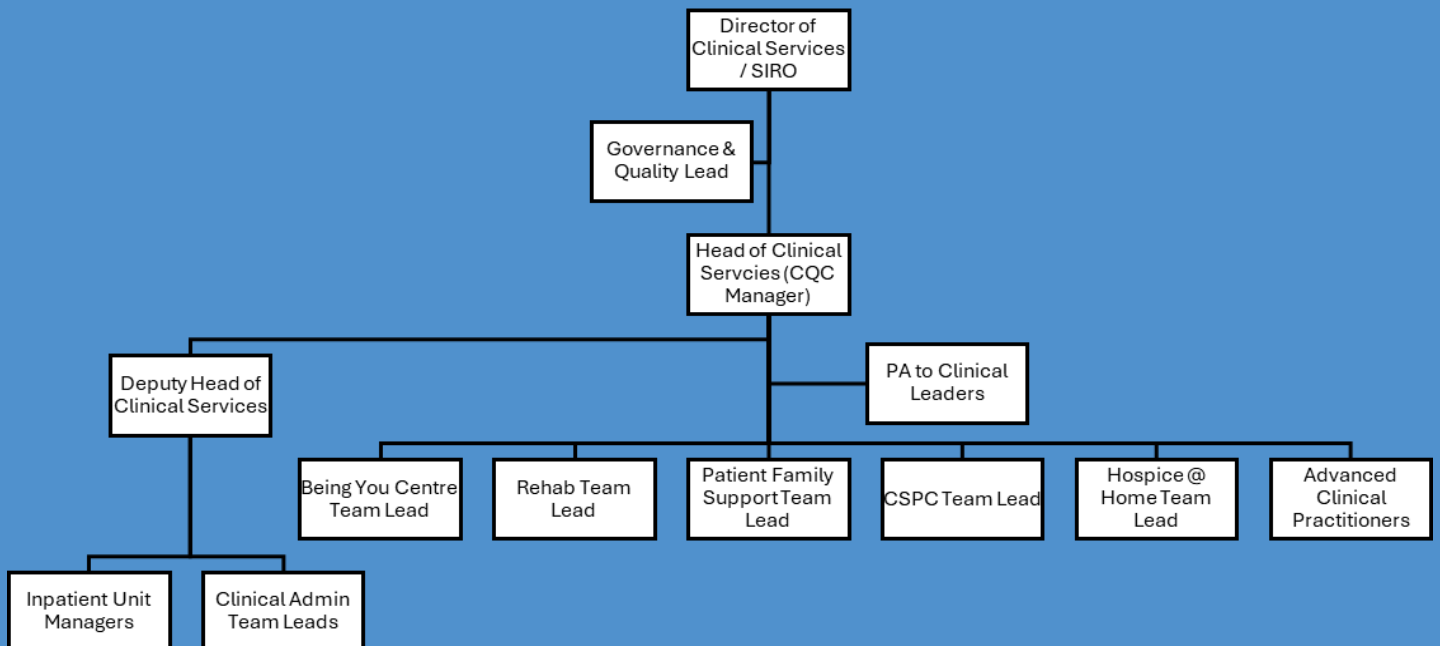 Director of
Clinical Services
/ SIRO
Governance &
Quality Lead
Head of Clinical
Servcies (CQC
Manager)
Deputy Head of
Clinical Services
PA to Clinical
Leaders
Being You Centre
Team Lead
Rehab Team
Lead
Patient Family
Support Team
Lead
CSPC Team Lead
Hospice @
Home Team
Lead
Advanced
Clinical
Practitioners
Inpatient Unit
Managers
Clinical Admin
Team Leads